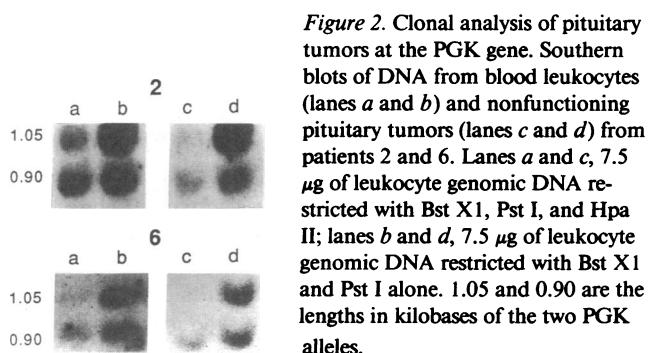 Figure 2. Clonal analysis of pituitary
tumors at the PGK gene. Southern
blots of DNA from blood leukocytes
(lanes a and b) and nonfunctioning
pituitary tumors (lanes c and d) from
patients 2 and 6. Lanes a and c, 7.5
μg of leukocyte genomic DNA re-
stricted with Bst X1, Pst I, and Hpa
II; lanes b and d, 7.5 μg of leukocyte
genomic DNA restricted with Bst X1
and Pst I alone. 1.05 and 0.90 are the
lengths in kilobases of the two PGK
alleles.
2
a b c d
1.05
0.90
6
a b c d
1.05
0.90